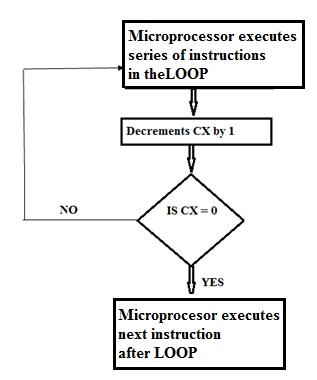 Microprocessor executes
series of instructions
in theLOOP
Decrements CX by 1
IS CX = 0
NO
YES
Microprocesor executes
next instruction
after LOOP